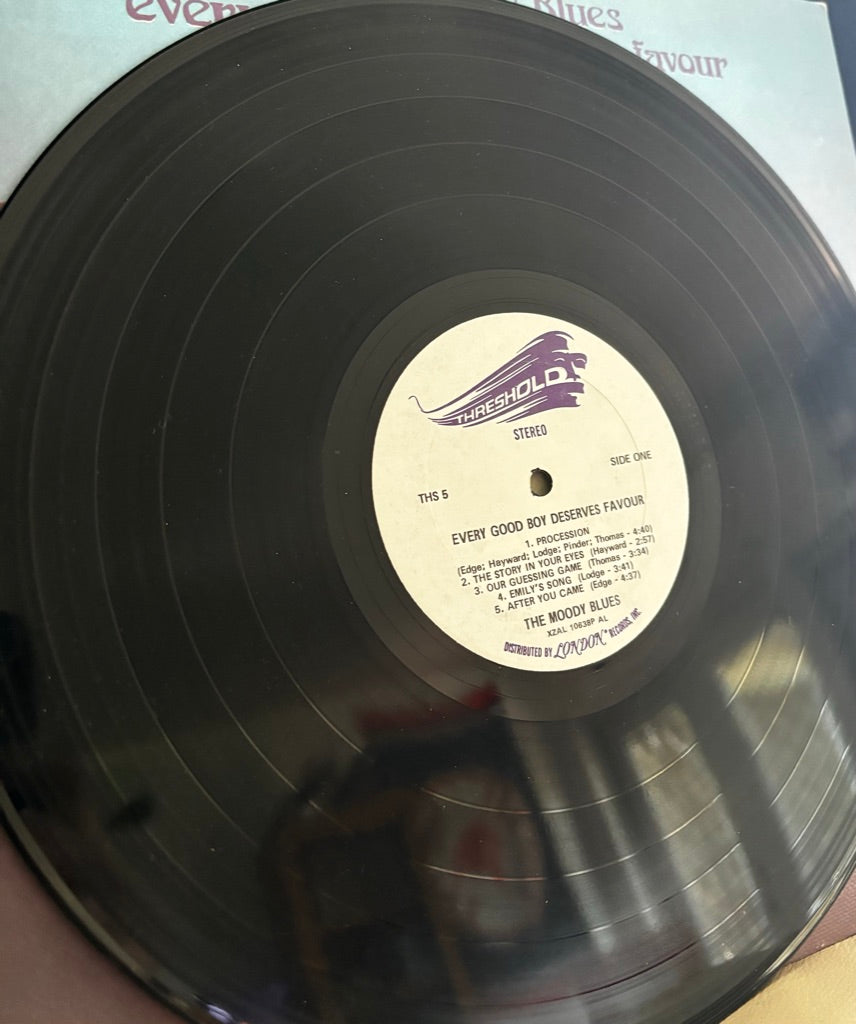 Blues
favour
THRESHOLD
STEREO
SIDE ONE
THS 5
EVERY GOOD BOY DESERVES FAVOUR
1. PROCESSION
(Edge; Hayward; Lodge; Pinder; Thomas - 4:40)
2. THE STORY IN YOUR EYES (Hayward - 2:57)
3. OUR GUESSING GAME (Thomas - 3:34)
4. EMILY'S SONG (Lodge - 3:41)
5. AFTER YOU CAME (Edge - 4:37)
THE MOODY BLUES
XZAL 10638P AL
DISTRIBUTED BY LONDON® RECORDS, INC.